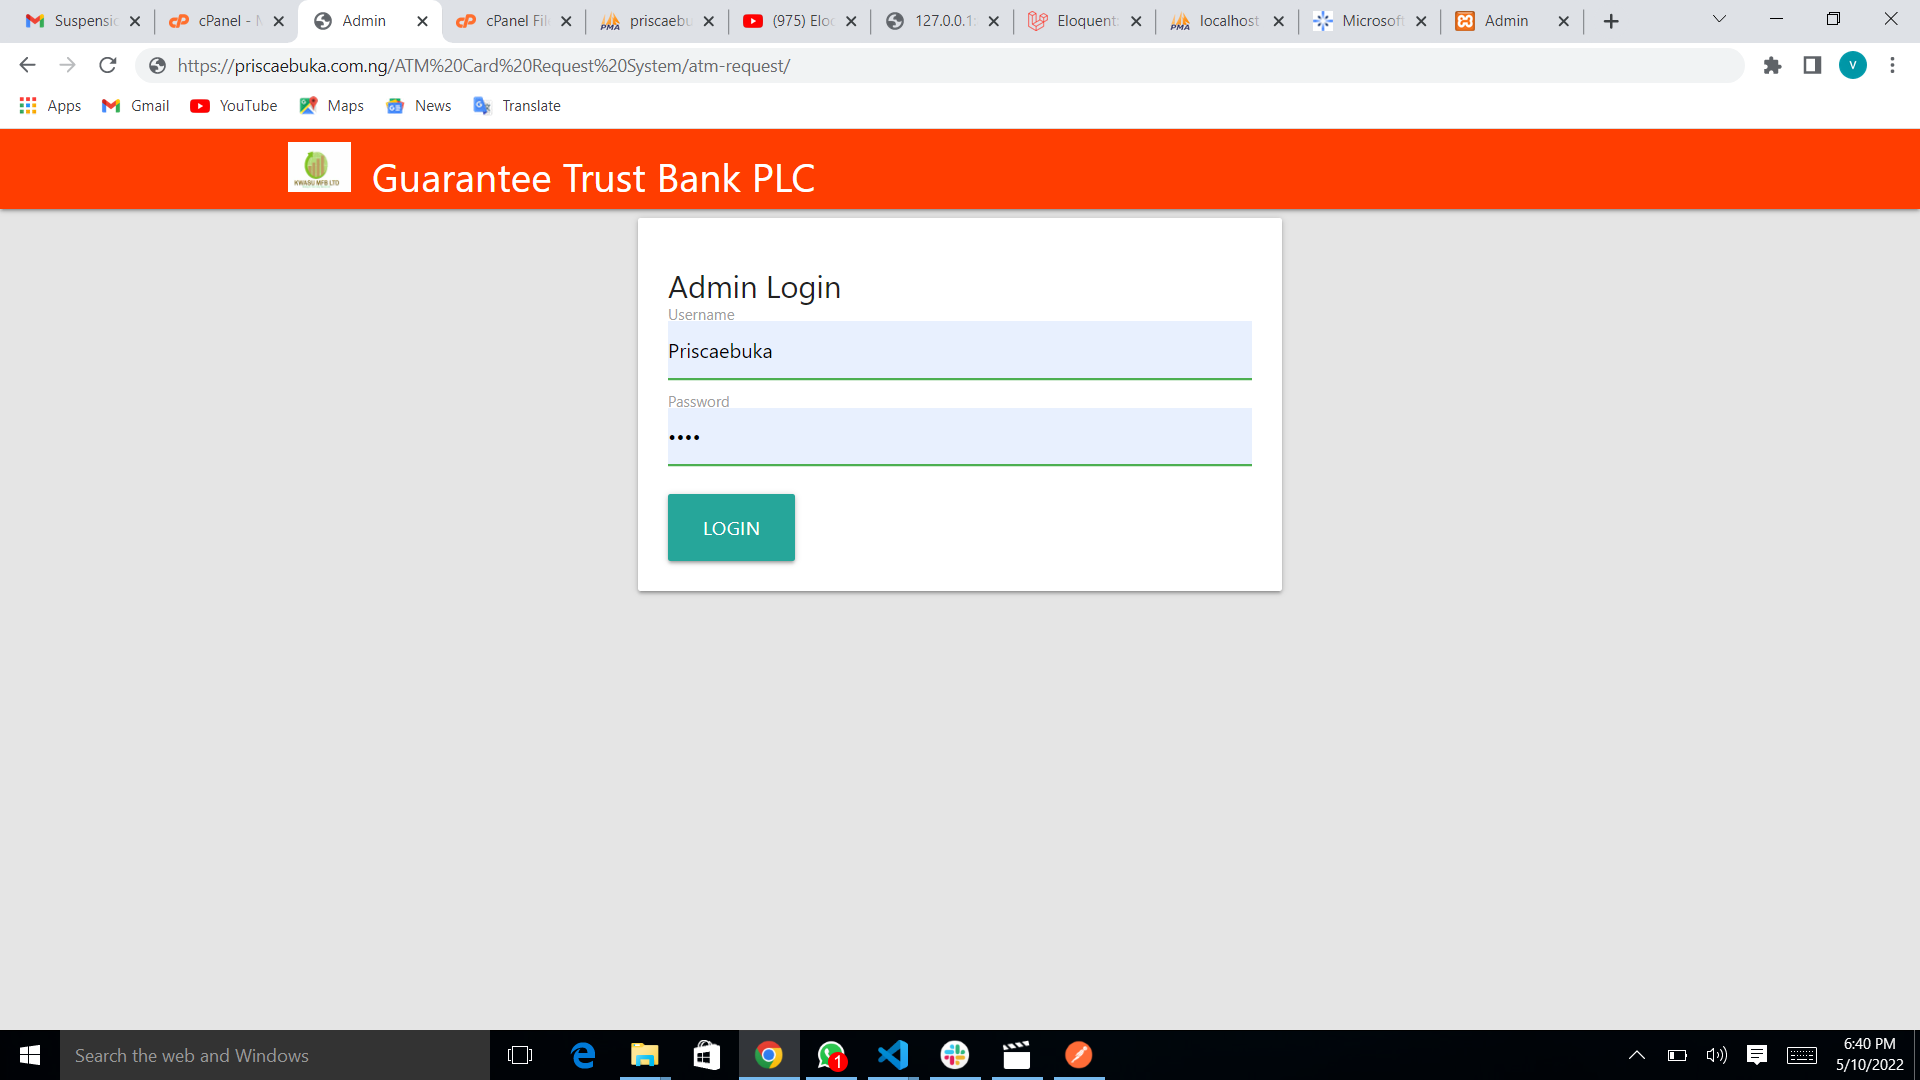 Suspensi
cPanel - M
Admin
cPanel Fil
priscaebu
(975) Eloc
127.0.0.1:
Eloquent:
localhost
Microsoft
Admin
https://priscaebuka.com.ng/ATM%20Card%20Request%20System/atm-request/
V
Apps
Gmail
YouTube
Maps
News
Translate
KWASU MFB LTD
Guarantee Trust Bank PLC
Admin Login
Username
Priscaebuka
Password
••••
LOGIN
Search the web and Windows
1
6:40 PM
5/10/2022